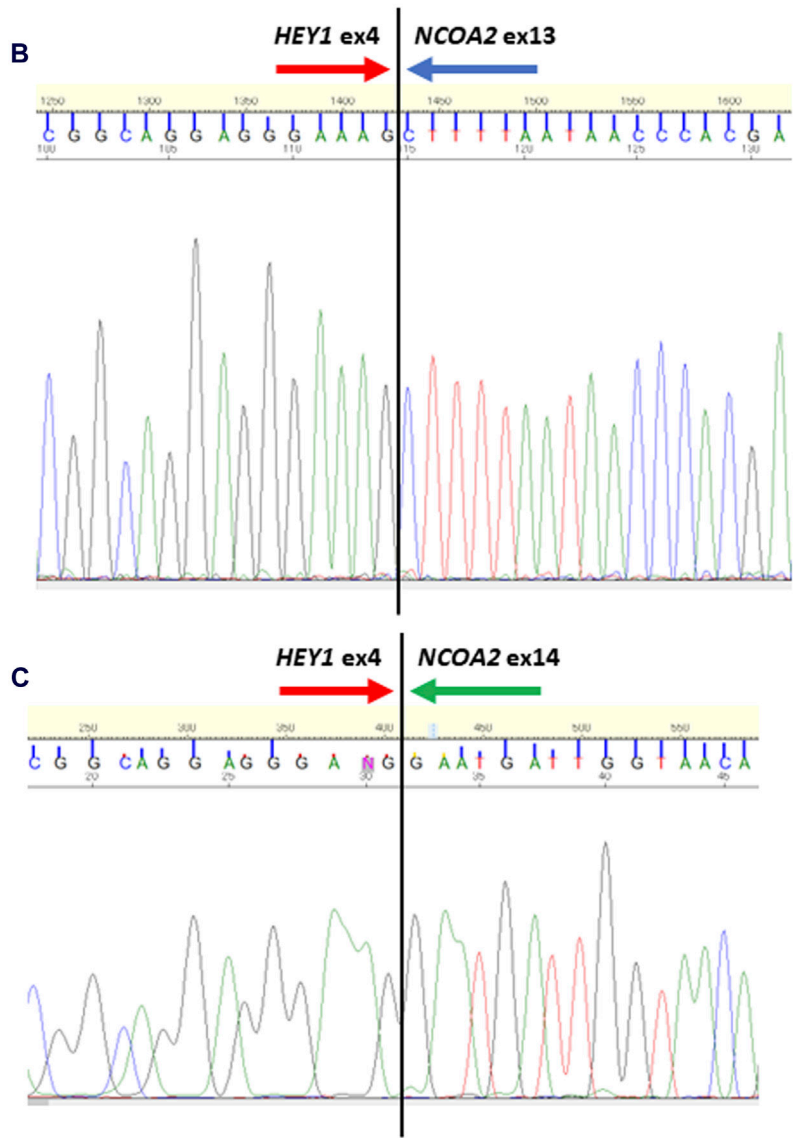 B
HEY1 ex4 NCOA2 ex13
1250 1300 1350 1400 1450 1500 1550 1600
C G G C A G G A G G G A A A G C T T T T A A T A A C C C A C G A
100 105 110 115 120 125 130
C
HEY1 ex4 NCOA2 ex14
250 300 350 400 450 500 550
C G G C A G G A G G G A N G G A A T G A T T G G T A A C A
20 25 30 35 40 45